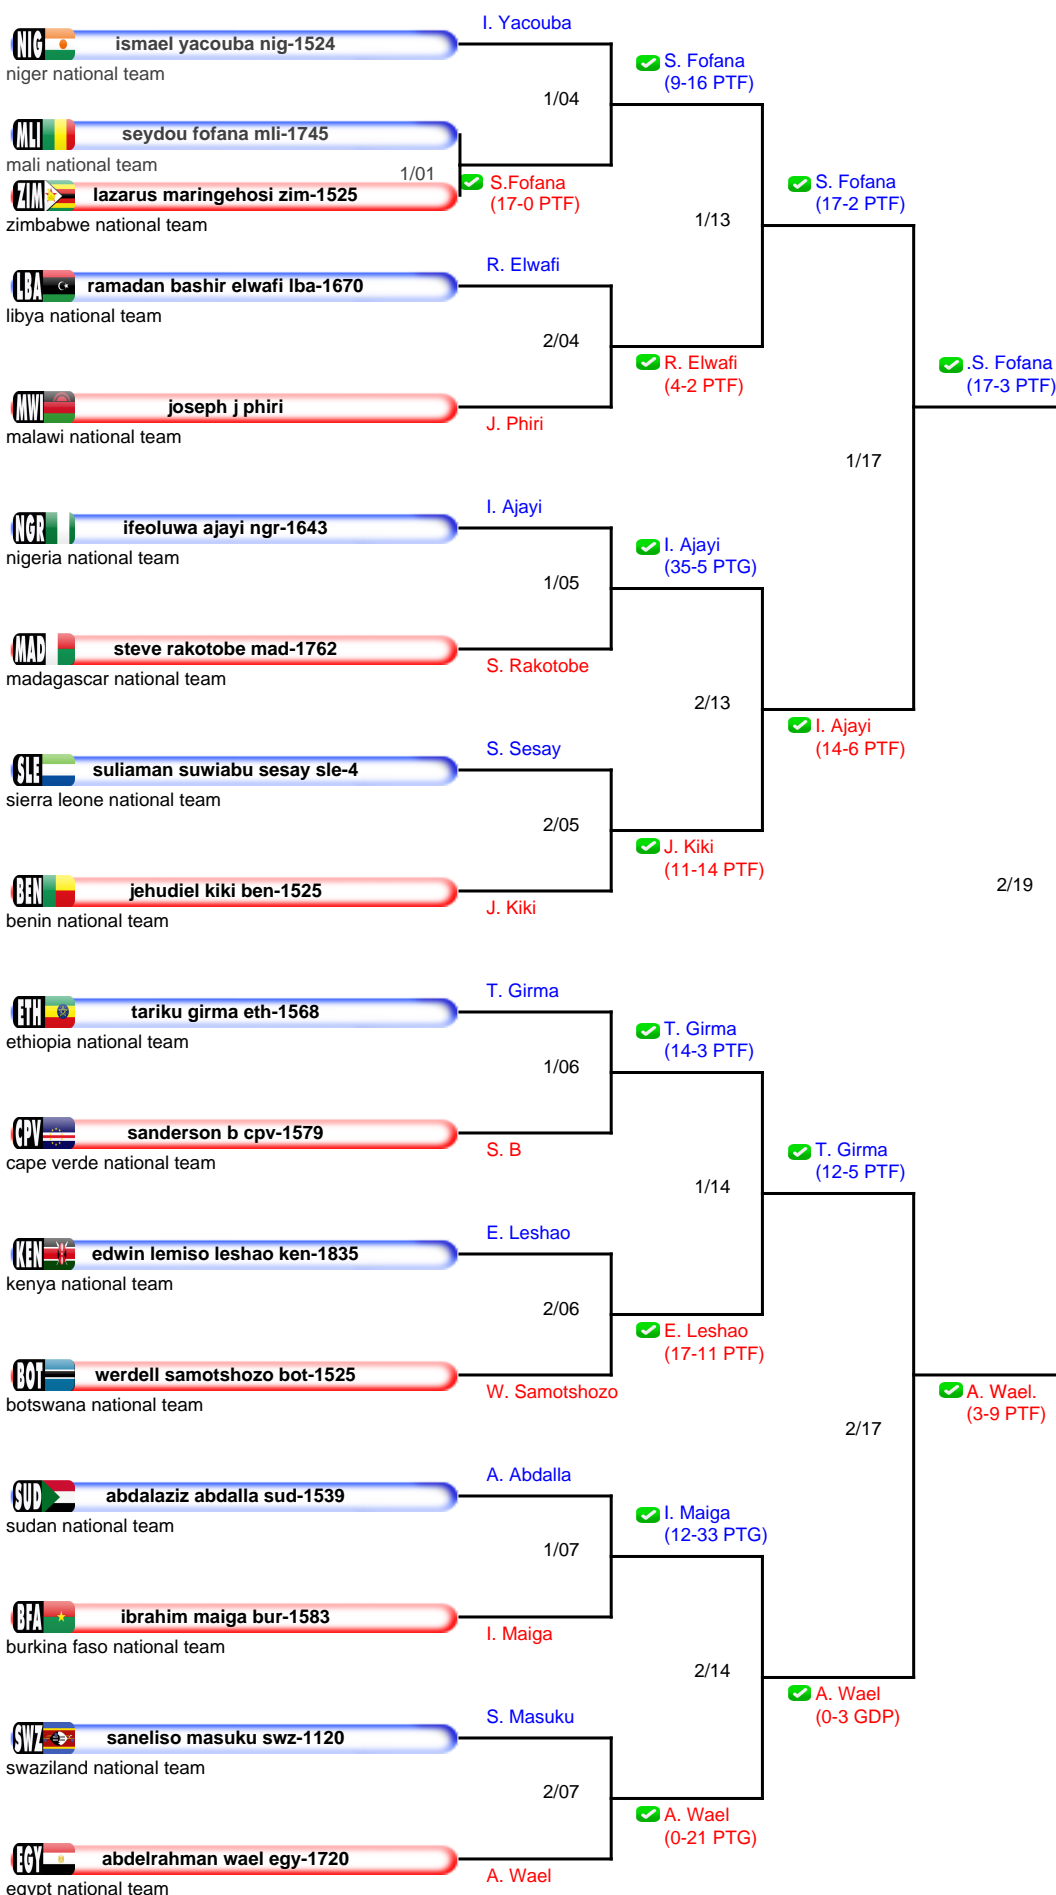 I. Yacouba
NIG ismael yacouba nig-1524
niger national team
S. Fofana
(9-16 PTF)
1/04
MLI seydou fofana mli-1745
mali national team
1/01
S.Fofana
(17-0 PTF)
ZIM lazarus maringehosi zim-1525
zimbabwe national team
S. Fofana
(17-2 PTF)
1/13
R. Elwafi
LBA ramadan bashir elwafi lba-1670
libya national team
2/04
R. Elwafi
(4-2 PTF)
.S. Fofana
(17-3 PTF)
MWI joseph j phiri
malawi national team
J. Phiri
1/17
I. Ajayi
NGR ifeoluwa ajayi ngr-1643
nigeria national team
I. Ajayi
(35-5 PTG)
1/05
MAD steve rakotobe mad-1762
madagascar national team
S. Rakotobe
2/13
I. Ajayi
(14-6 PTF)
S. Sesay
SLE suliaman suwiabu sesay sle-4
sierra leone national team
2/05
J. Kiki
(11-14 PTF)
BEN jehudiel kiki ben-1525
benin national team
J. Kiki
2/19
T. Girma
ETH tariku girma eth-1568
ethiopia national team
T. Girma
(14-3 PTF)
1/06
CPV sanderson b cpv-1579
cape verde national team
S. B
T. Girma
(12-5 PTF)
1/14
E. Leshao
KEN edwin lemiso leshao ken-1835
kenya national team
2/06
E. Leshao
(17-11 PTF)
BOT werdell samotshozo bot-1525
botswana national team
W. Samotshozo
A. Wael.
(3-9 PTF)
2/17
A. Abdalla
SUD abdalaziz abdalla sud-1539
sudan national team
I. Maiga
(12-33 PTG)
1/07
BFA ibrahim maiga bur-1583
burkina faso national team
I. Maiga
2/14
A. Wael
(0-3 GDP)
S. Masuku
SWZ saneliso masuku swz-1120
swaziland national team
2/07
A. Wael
(0-21 PTG)
EGY abdelrahman wael egy-1720
egypt national team
A. Wael